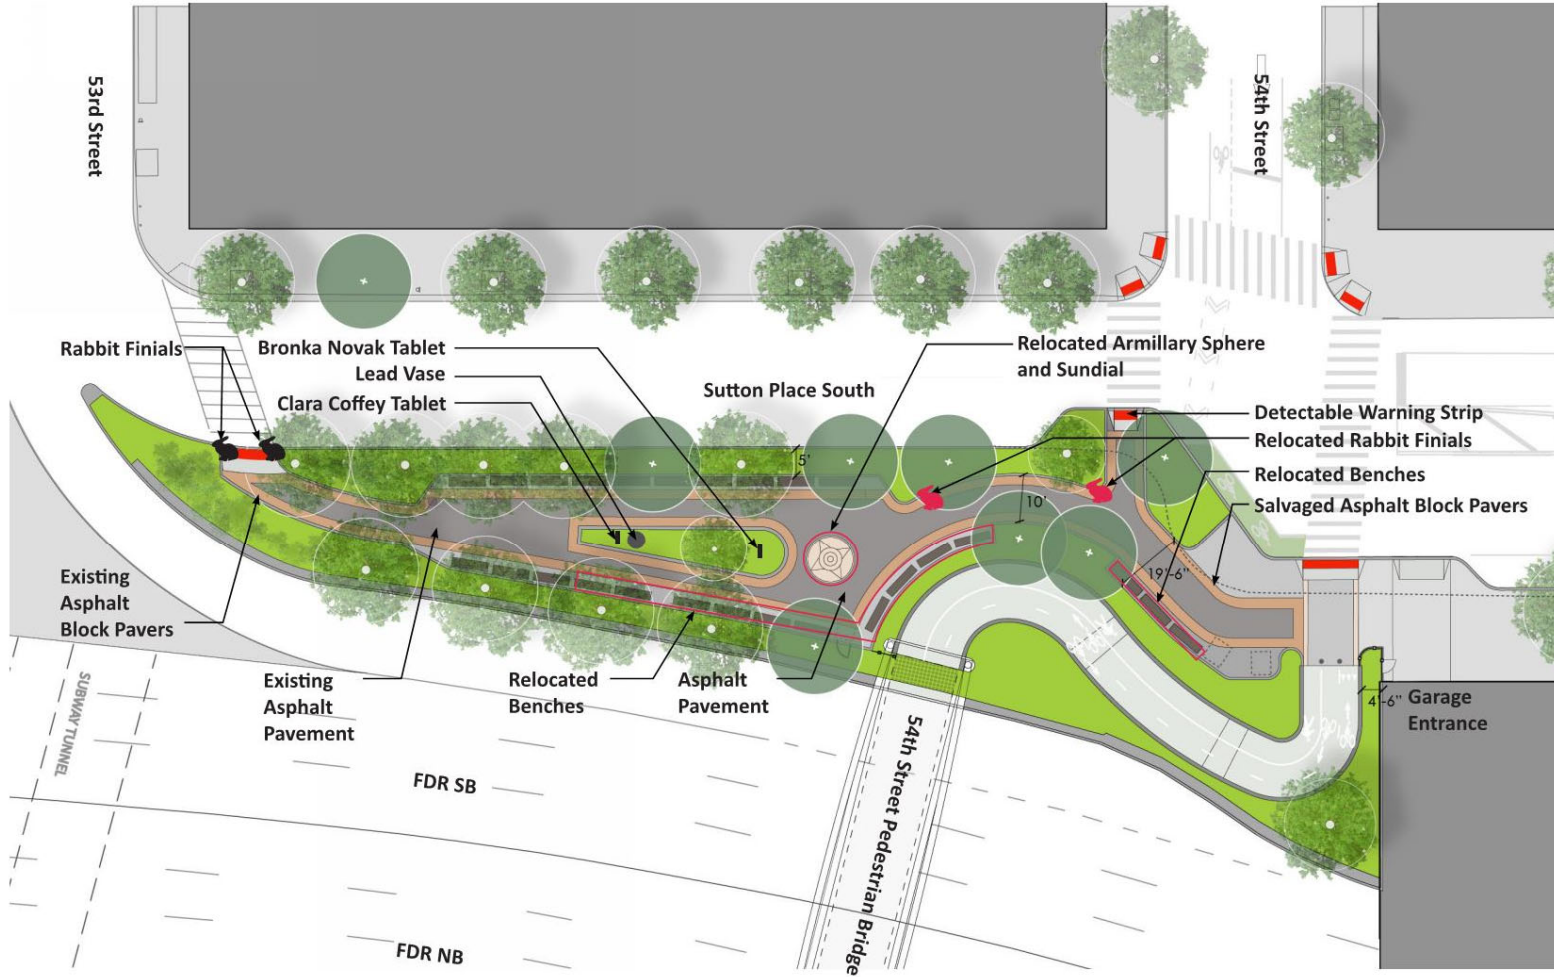 53rd Street
54th Street
Rabbit Finials
Bronka Novak Tablet
Lead Vase
Clara Coffey Tablet
Sutton Place South
Relocated Armillary Sphere
and Sundial
Detectable Warning Strip
Relocated Rabbit Finials
Relocated Benches
Salvaged Asphalt Block Pavers
5'
10'
19'-6"
Existing
Asphalt
Block Pavers
Existing
Asphalt
Pavement
Relocated
Benches
Asphalt
Pavement
4'-6"
Garage
Entrance
SUBWAY TUNNEL
FDR SB
FDR NB
54th Street Pedestrian Bridge